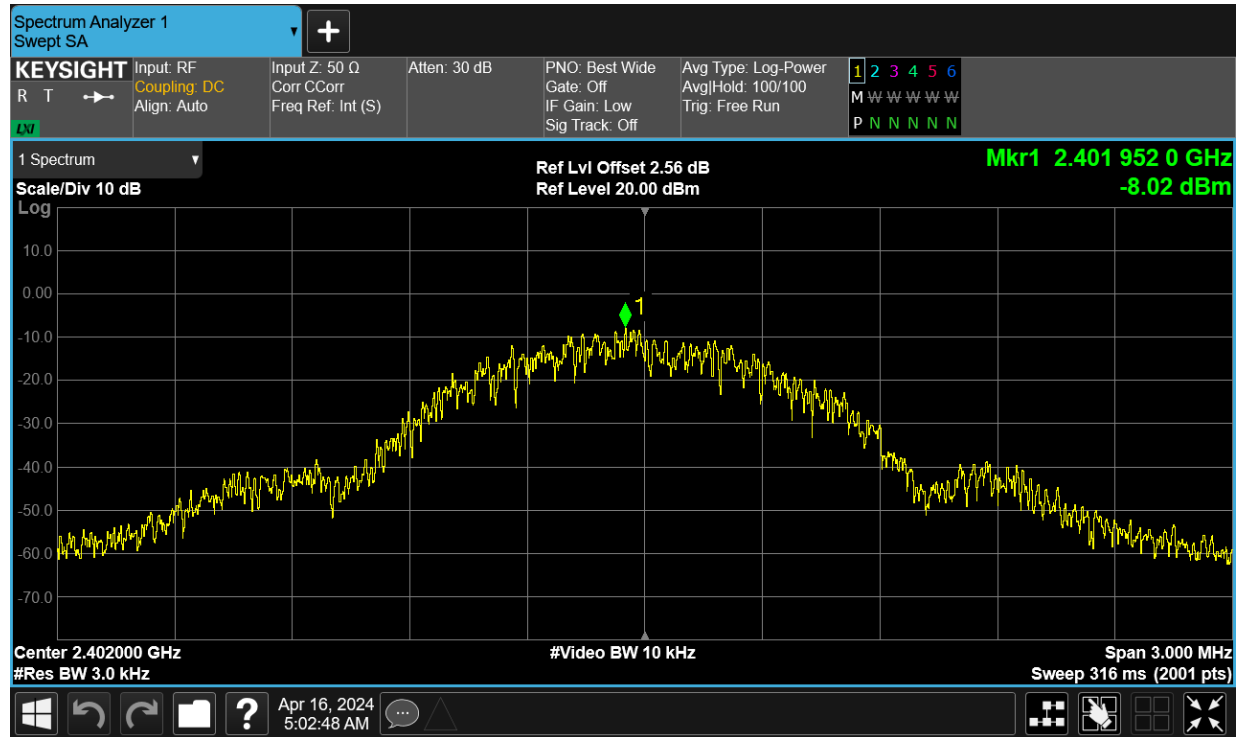 Spectrum Analyzer 1
Swept SA
KEYSIGHT
R T
LXI
Input: RF
Coupling: DC
Align: Auto
Input Z: 50 Ω
Corr CCorr
Freq Ref: Int (S)
Atten: 30 dB
PNO: Best Wide
Gate: Off
IF Gain: Low
Sig Track: Off
Avg Type: Log-Power
Avg|Hold: 100/100
Trig: Free Run
1 2 3 4 5 6
M W W W W W
P N N N N N
1 Spectrum
Scale/Div 10 dB
Log
Ref Lvl Offset 2.56 dB
Ref Level 20.00 dBm
Mkr1 2.401 952 0 GHz
-8.02 dBm
10.0
0.00
-10.0
-20.0
-30.0
-40.0
-50.0
-60.0
-70.0
1
Center 2.402000 GHz
#Res BW 3.0 kHz
#Video BW 10 kHz
Span 3.000 MHz
Sweep 316 ms (2001 pts)
?
Apr 16, 2024
5:02:48 AM